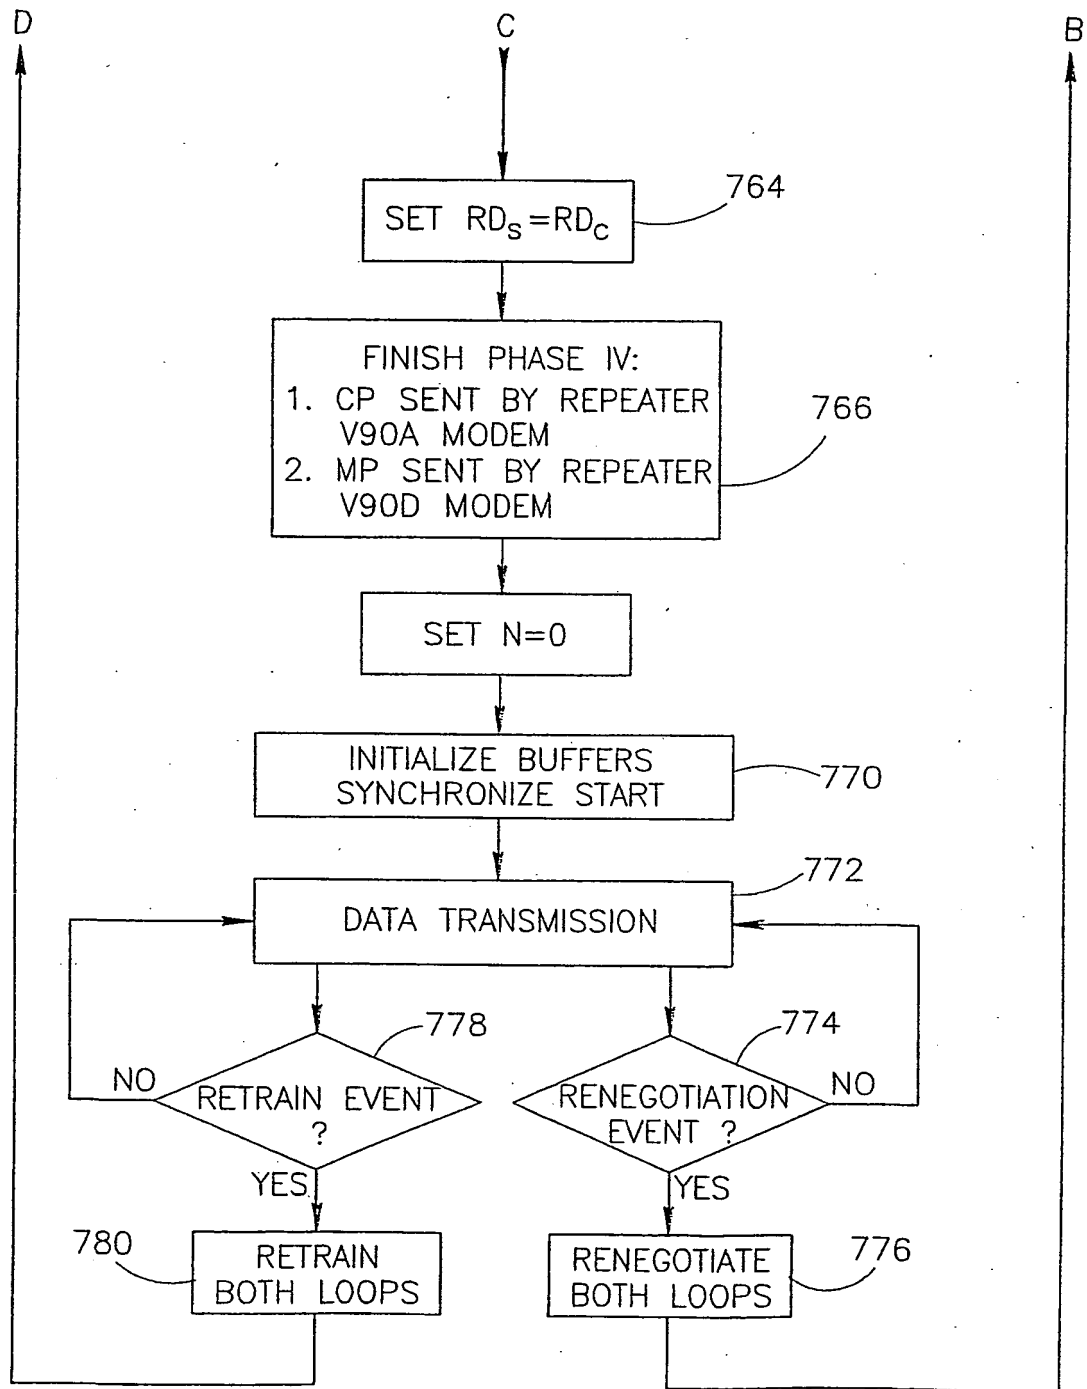 D
C
B
SET RDS=RDC
764
FINISH PHASE IV:
1. CP SENT BY REPEATER
V90A MODEM
2. MP SENT BY REPEATER
V90D MODEM
766
SET N=0
INITIALIZE BUFFERS
SYNCHRONIZE START
770
772
DATA TRANSMISSION
778
774
NO
RETRAIN EVENT
?
RENEGOTIATION
EVENT ?
NO
YES
YES
780
RETRAIN
BOTH LOOPS
RENEGOTIATE
BOTH LOOPS
776